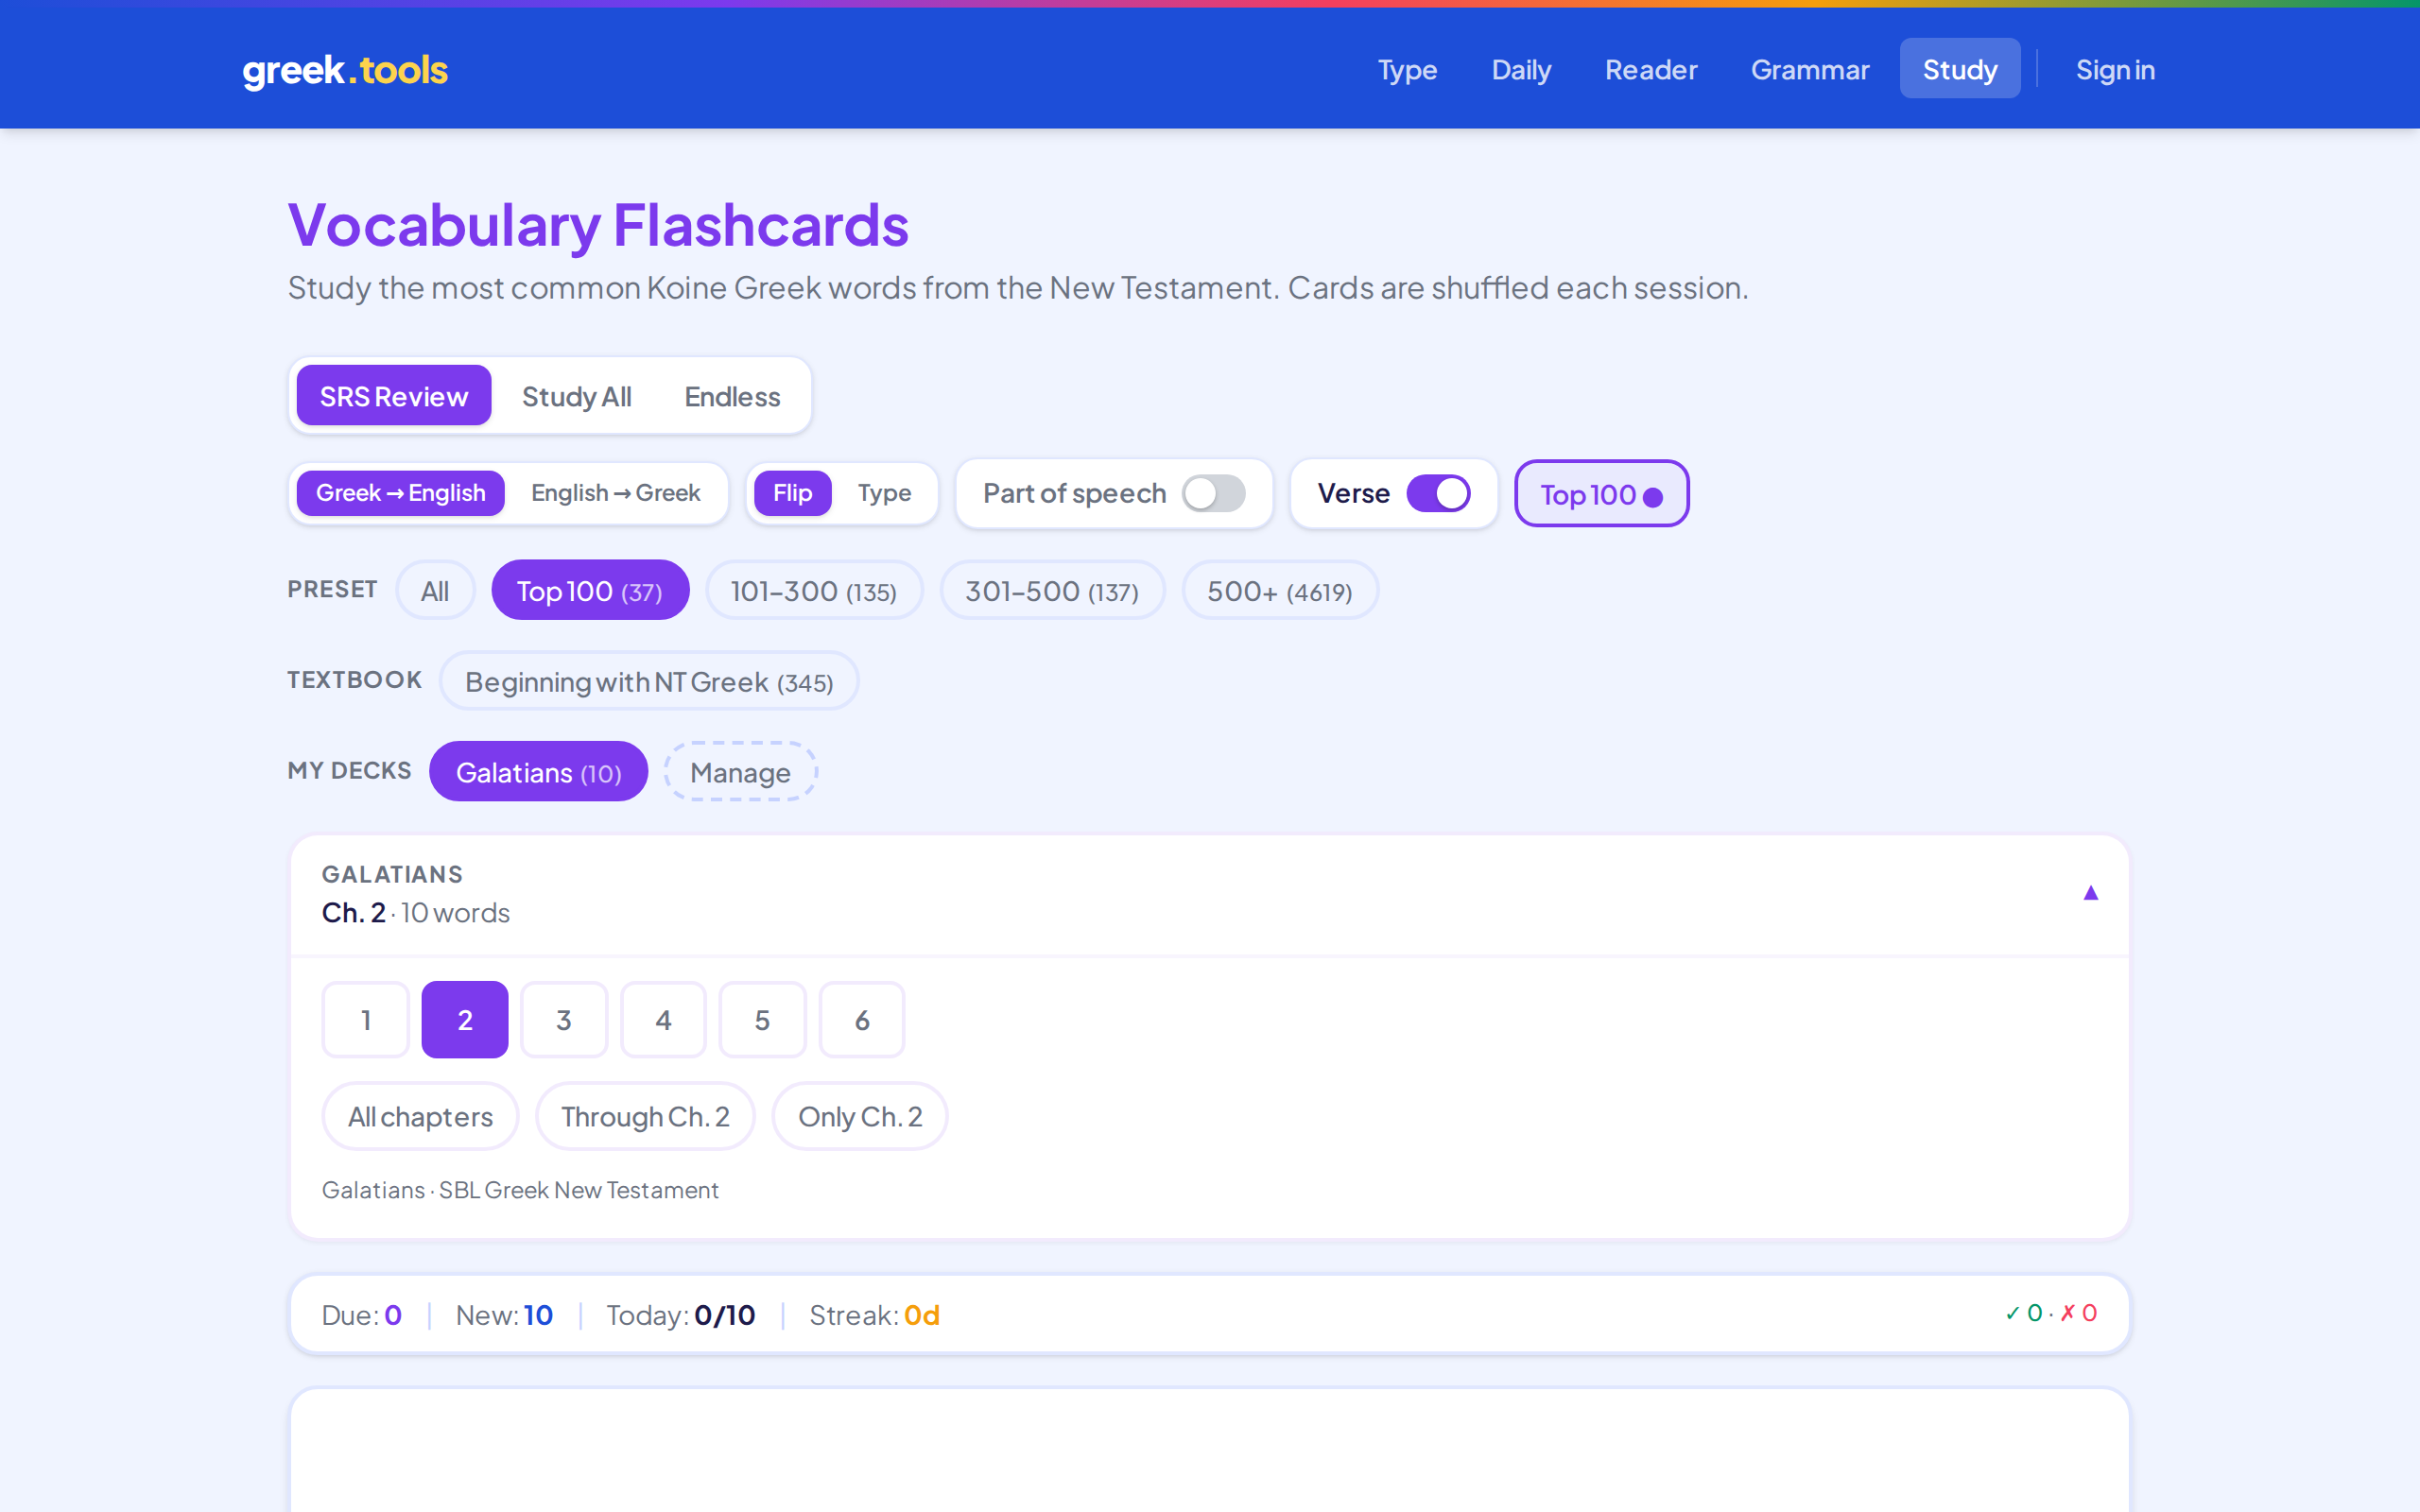 greek.tools
Type Daily Reader Grammar Study Sign in
Vocabulary Flashcards
Study the most common Koine Greek words from the New Testament. Cards are shuffled each session.
SRS Review Study All Endless
Greek → English English → Greek Flip Type Part of speech Verse Top 100 ●
PRESET All Top 100 (37) 101–300 (135) 301–500 (137) 500+ (4619)
TEXTBOOK Beginning with NT Greek (345)
MY DECKS Galatians (10) Manage
GALATIANS
Ch. 2 · 10 words ▲
1 2 3 4 5 6
All chapters Through Ch. 2 Only Ch. 2
Galatians · SBL Greek New Testament
Due: 0 | New: 10 | Today: 0/10 | Streak: 0d ✓ 0 · ✗ 0